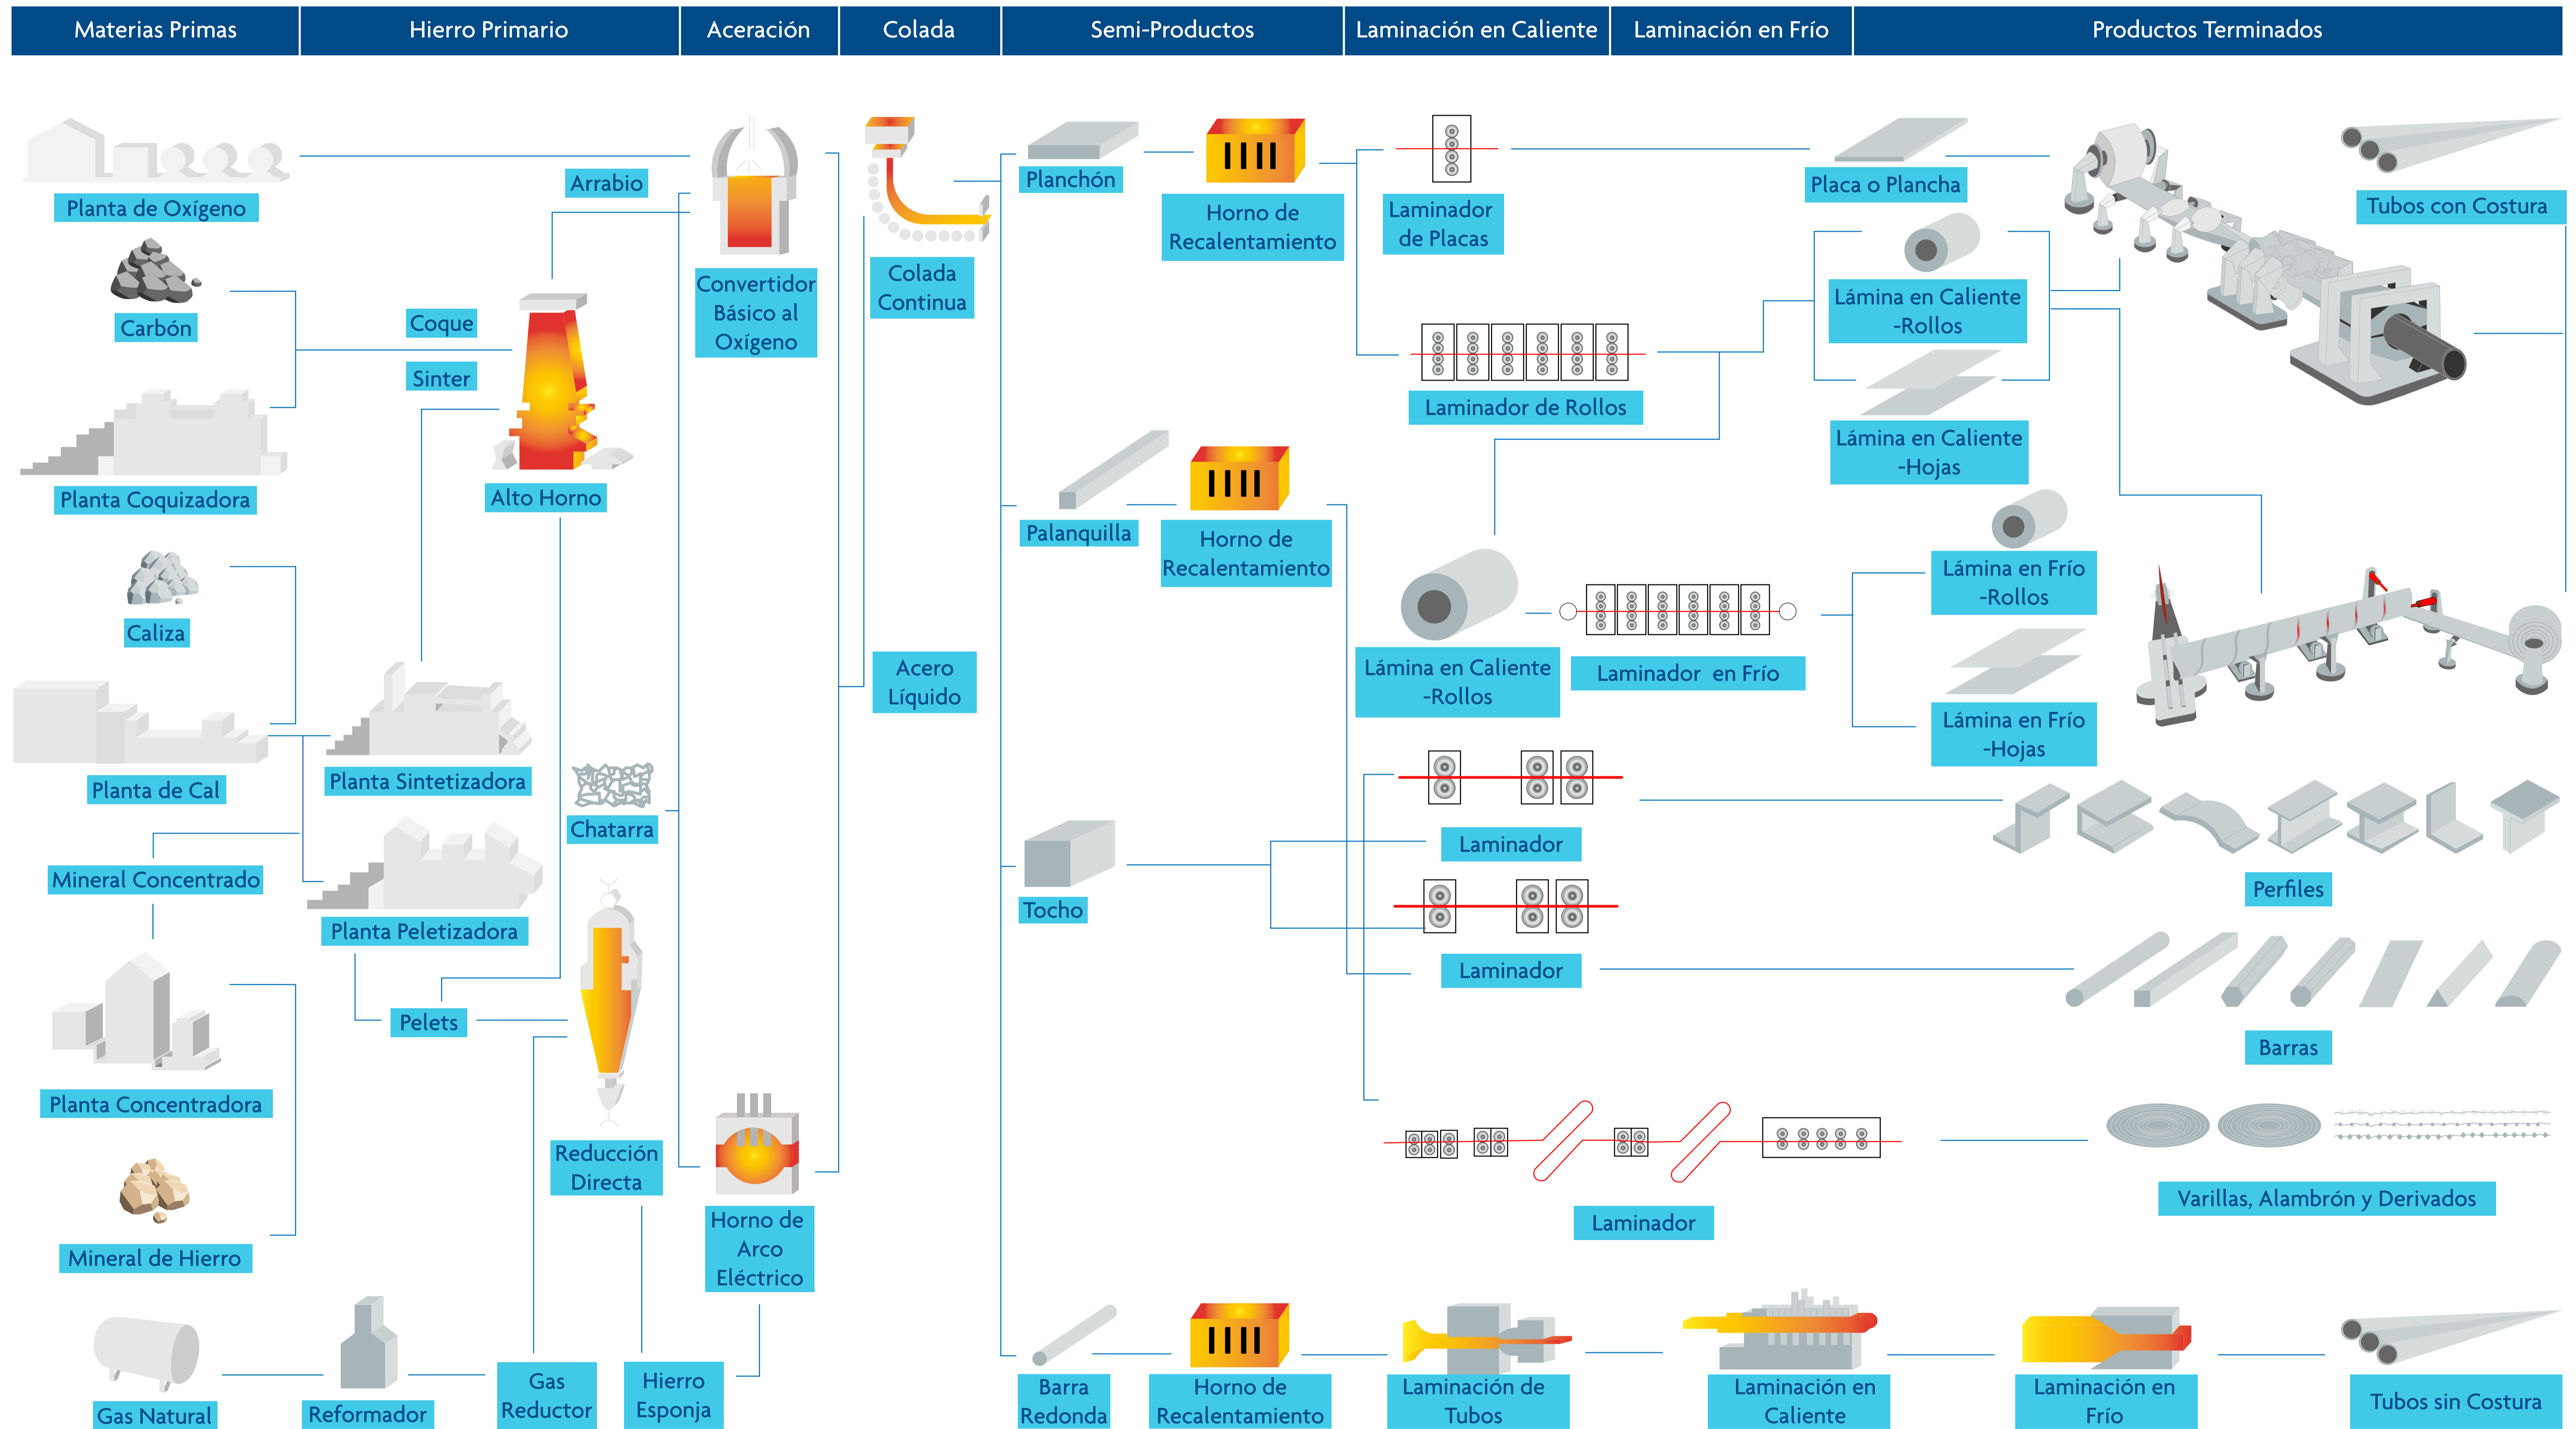 Materias Primas
Hierro Primario
Aceración
Colada
Semi-Productos
Laminación en Caliente
Laminación en Frío
Productos Terminados
Planta de Oxígeno
Carbón
Planta Coquizadora
Caliza
Planta de Cal
Mineral Concentrado
Planta Concentradora
Mineral de Hierro
Gas Natural
Arrabio
Coque
Sinter
Alto Horno
Planta Sintetizadora
Chatarra
Planta Peletizadora
Pelets
Reducción
Directa
Reformador
Gas
Reductor
Hierro
Esponja
Convertidor
Básico al
Oxígeno
Horno de
Arco
Eléctrico
Colada
Continua
Acero
Líquido
Planchón
Horno de
Recalentamiento
Palanquilla
Horno de
Recalentamiento
Tocho
Barra
Redonda
Horno de
Recalentamiento
Laminador
de Placas
Laminador de Rollos
Lámina en Caliente
-Rollos
Laminador en Frío
Laminador
Laminador
Laminador
Laminación de
Tubos
Laminación en
Caliente
Placa o Plancha
Lámina en Caliente
-Rollos
Lámina en Caliente
-Hojas
Lámina en Frío
-Rollos
Lámina en Frío
-Hojas
Tubos con Costura
Perfiles
Barras
Varillas, Alambrón y Derivados
Laminación en
Frío
Tubos sin Costura